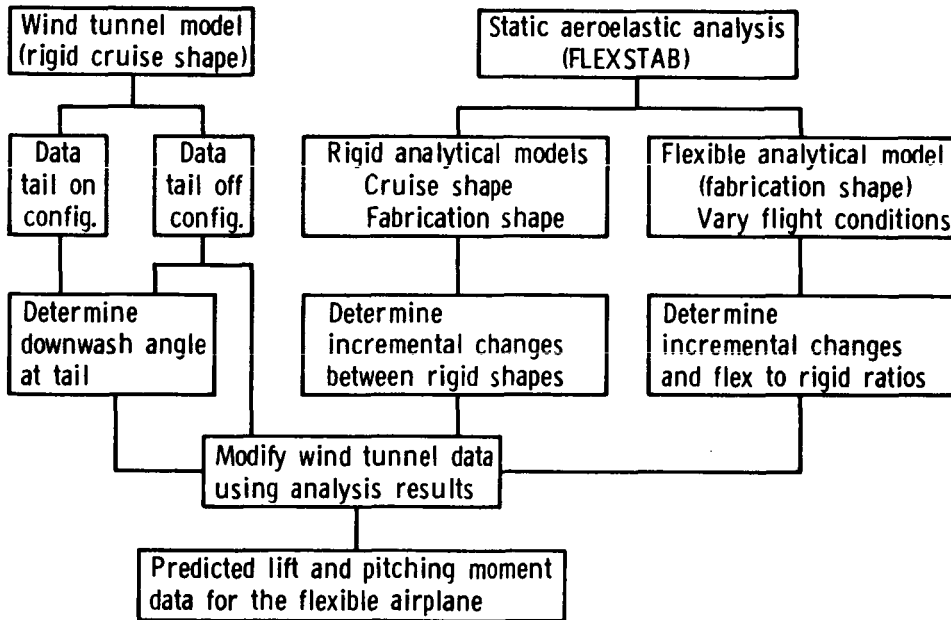 Wind tunnel model
(rigid cruise shape)
Static aeroelastic analysis
(FLEXSTAB)
Data
tail on
config.
Data
tail off
config.
Rigid analytical models
Cruise shape
Fabrication shape
Flexible analytical model
(fabrication shape)
Vary flight conditions
Determine
downwash angle
at tail
Determine
incremental changes
between rigid shapes
Determine
incremental changes
and flex to rigid ratios
Modify wind tunnel data
using analysis results
Predicted lift and pitching moment
data for the flexible airplane